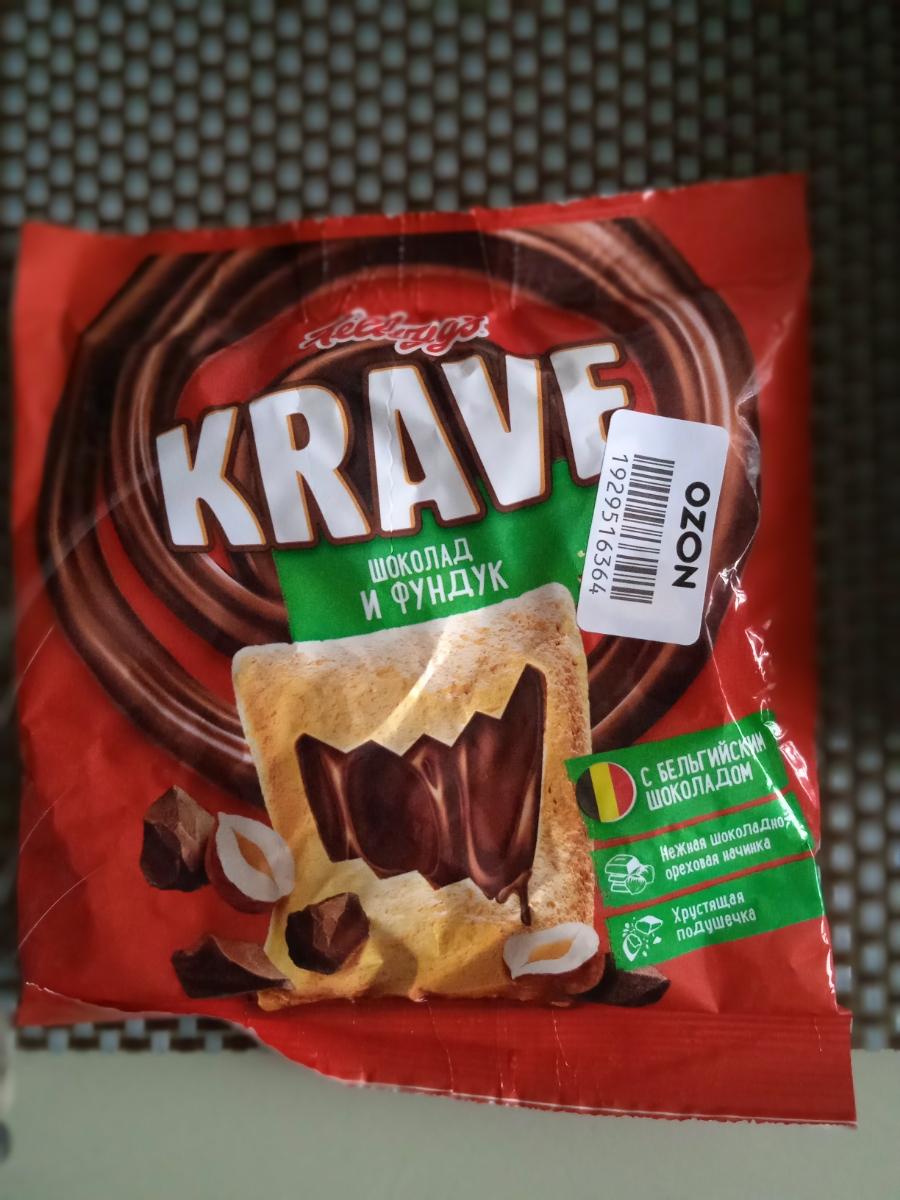 Kellogg's
KRAVE
ШОКОЛАД
И ФУНДУК
OZON
1929516364
С БЕЛЬГИЙСКИМ
ШОКОЛАДОМ
Нежная шоколадно-
ореховая начинка
Хрустящая
подушечка